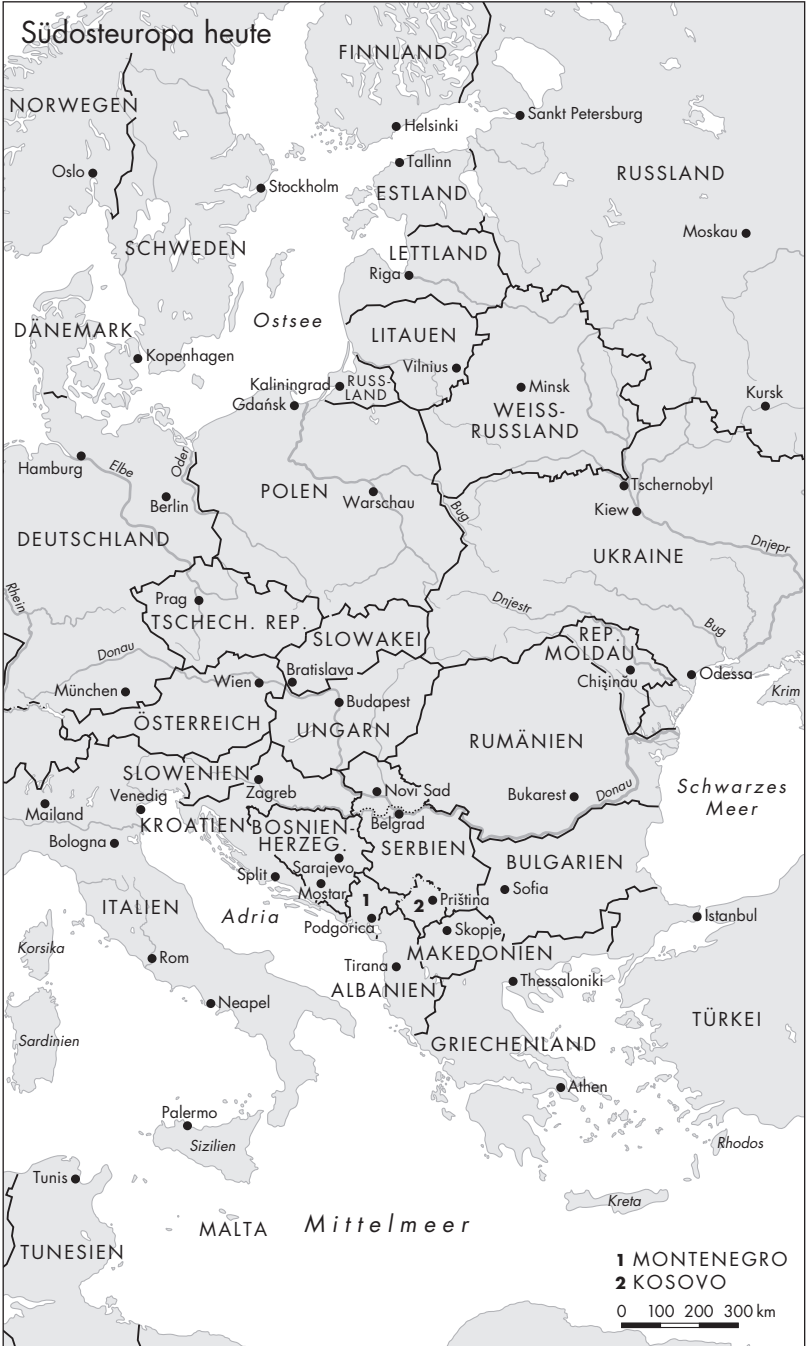 Südosteuropa heute
FINNLAND
NORWEGEN
Helsinki
Sankt Petersburg
Oslo
Tallinn
Stockholm
ESTLAND
RUSSLAND
SCHWEDEN
Moskau
LETTLAND
Riga
Ostsee
DÄNEMARK
LITAUEN
Kopenhagen
Vilnius
Kaliningrad
RUSS-
LAND
Minsk
Kursk
Gdańsk
WEISS-
RUSSLAND
Hamburg
Elbe
Oder
Berlin
POLEN
Warschau
Bug
Tschernobyl
Kiew
DEUTSCHLAND
UKRAINE
Dnjepr
Rhein
Prag
TSCHECH. REP.
Dnjestr
Bug
SLOWAKEI
REP.
MOLDAU
Donau
Bratislava
Chişinău
Odessa
München
Wien
Budapest
Krim
ÖSTERREICH
UNGARN
RUMÄNIEN
SLOWENIEN
Zagreb
Novi Sad
Bukarest
Donau
Schwarzes
Meer
Mailand
Venedig
KROATIEN
BOSNIEN-
HERZEG.
Belgrad
Bologna
SERBIEN
BULGARIEN
Split
Sarajevo
Mostar
Sofia
ITALIEN
Adria
1
2
Priština
Podgorica
Istanbul
Korsika
Skopje
MAKEDONIEN
Rom
Tirana
Thessaloniki
ALBANIEN
Neapel
TÜRKEI
Sardinien
GRIECHENLAND
Athen
Palermo
Sizilien
Rhodos
Tunis
Kreta
MALTA
Mittelmeer
TUNESIEN
1 MONTENEGRO
2 KOSOVO
0 100 200 300 km